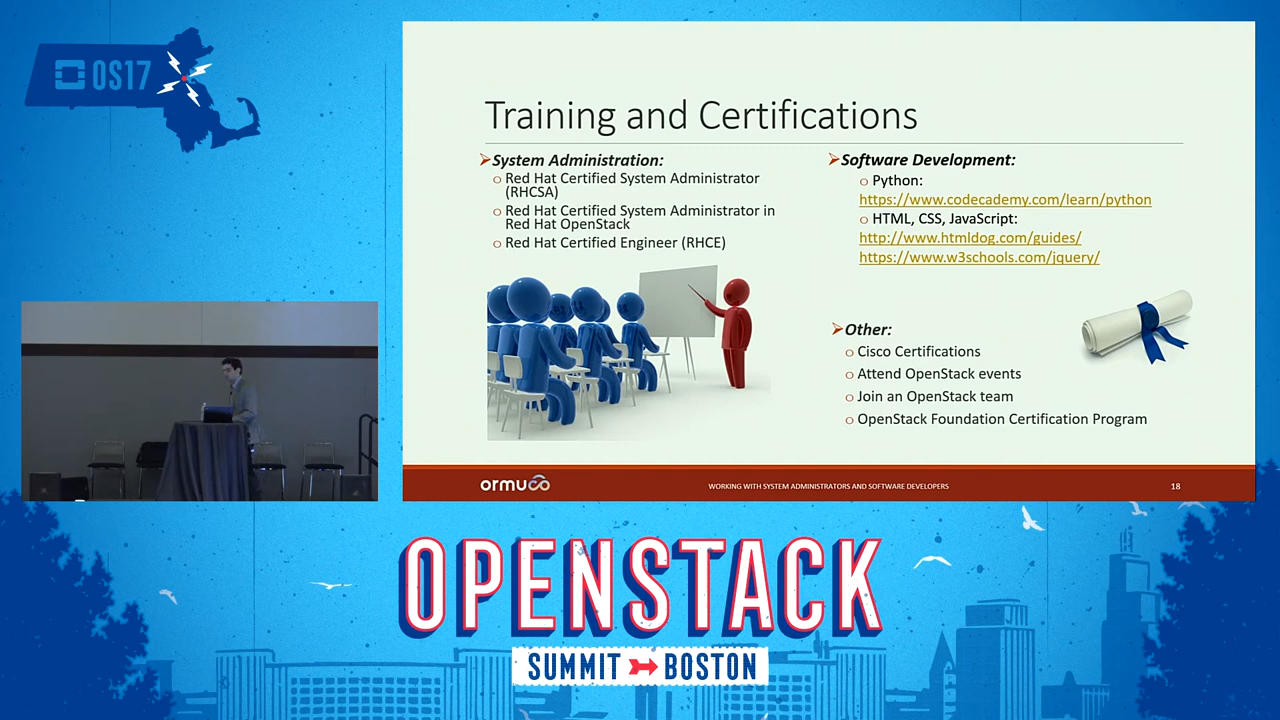 OS17
Training and Certifications
System Administration:
Red Hat Certified System Administrator
(RHCSA)
Red Hat Certified System Administrator in
Red Hat OpenStack
Red Hat Certified Engineer (RHCE)
Software Development:
Python:
https://www.codecademy.com/learn/python
HTML, CSS, JavaScript:
http://www.htmldog.com/guides/
https://www.w3schools.com/jquery/
Other:
Cisco Certifications
Attend OpenStack events
Join an OpenStack team
OpenStack Foundation Certification Program
ormuco
WORKING WITH SYSTEM ADMINISTRATORS AND SOFTWARE DEVELOPERS
18
OPENSTACK
SUMMIT BOSTON